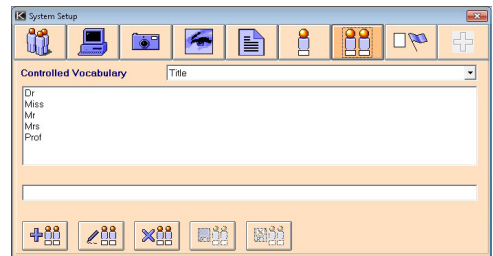 System Setup
Controlled Vocabulary Title
Dr
Miss
Mr
Mrs
Prof